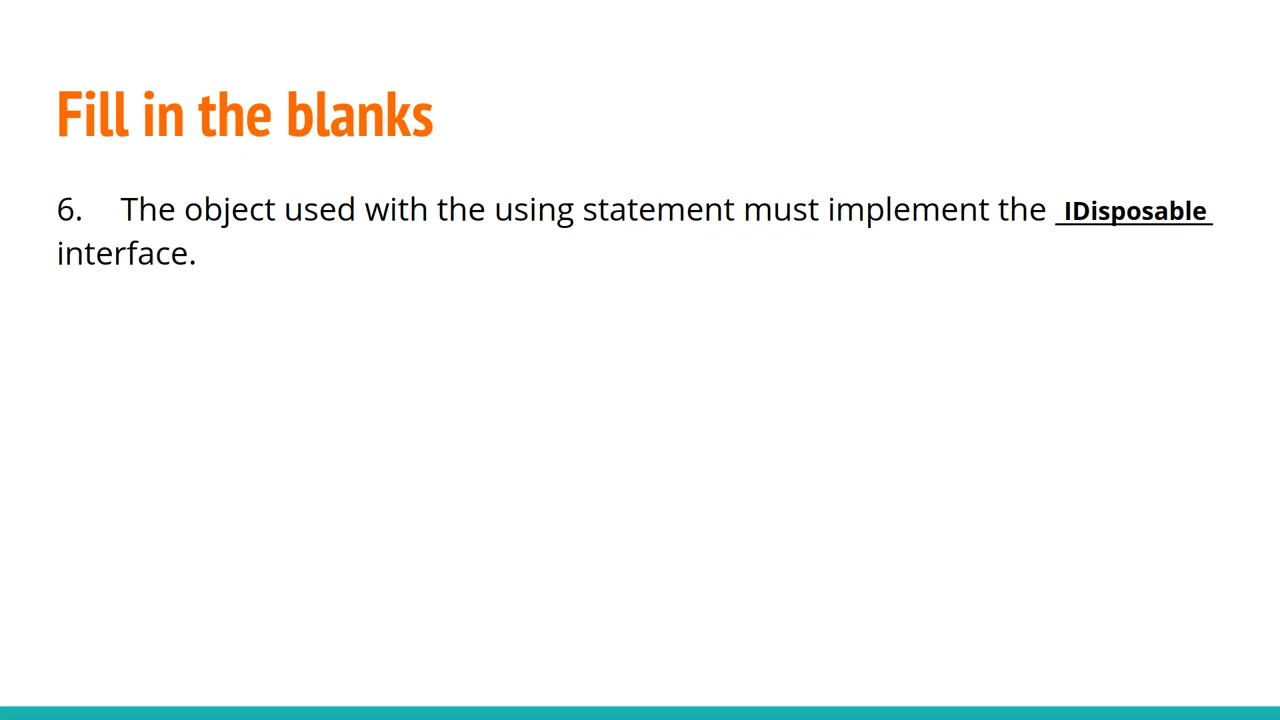 Fill in the blanks
6. The object used with the using statement must implement the IDisposable
interface.